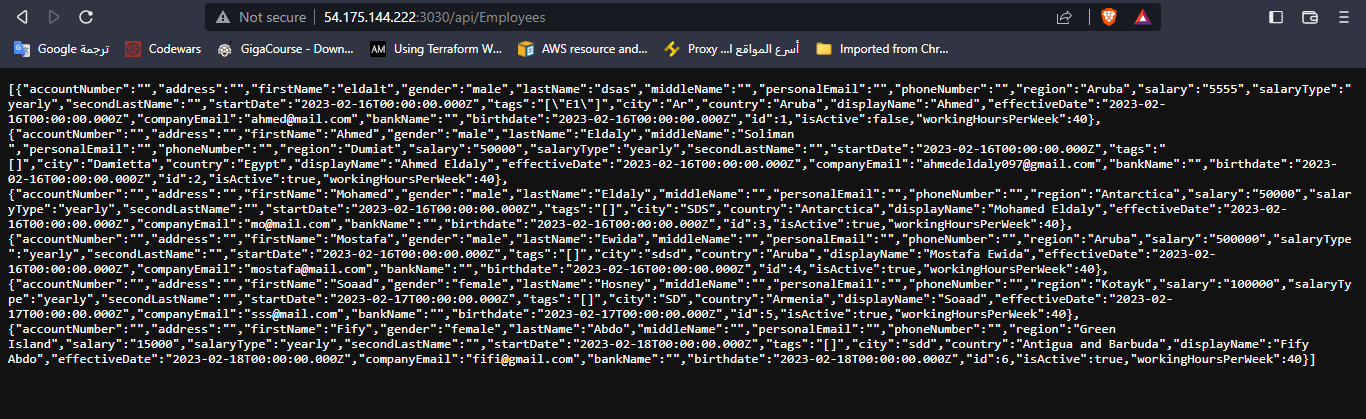 Not secure 54.175.144.222:3030/api/Employees
Google ترجمة Codewars GigaCourse - Down... Using Terraform W... AWS resource and... أسرع المواقع ا... Proxy Imported from Chr...
[{"accountNumber":"","address":"","firstName":"eldalt","gender":"male","lastName":"dsas","middleName":"","personalEmail":"","phoneNumber":"","region":"Aruba","salary":"5555","salaryType":"
yearly","secondLastName":"","startDate":"2023-02-16T00:00:00.000Z","tags":"[\"E1\"]","city":"Ar","country":"Aruba","displayName":"Ahmed","effectiveDate":"2023-02-
16T00:00:00.000Z","companyEmail":"ahmed@mail.com","bankName":"","birthdate":"2023-02-16T00:00:00.000Z","id":1,"isActive":false,"workingHoursPerWeek":40},
{"accountNumber":"","address":"","firstName":"Ahmed","gender":"male","lastName":"Eldaly","middleName":"Soliman
","personalEmail":"","phoneNumber":"","region":"Dumiat","salary":"50000","salaryType":"yearly","secondLastName":"","startDate":"2023-02-16T00:00:00.000Z","tags":"
[]","city":"Damietta","country":"Egypt","displayName":"Ahmed Eldaly","effectiveDate":"2023-02-16T00:00:00.000Z","companyEmail":"ahmedeldaly097@gmail.com","bankName":"","birthdate":"2023-
02-16T00:00:00.000Z","id":2,"isActive":true,"workingHoursPerWeek":40},
{"accountNumber":"","address":"","firstName":"Mohamed","gender":"male","lastName":"Eldaly","middleName":"","personalEmail":"","phoneNumber":"","region":"Antarctica","salary":"50000","sala
ryType":"yearly","secondLastName":"","startDate":"2023-02-16T00:00:00.000Z","tags":"[]","city":"SDS","country":"Antarctica","displayName":"Mohamed Eldaly","effectiveDate":"2023-02-
16T00:00:00.000Z","companyEmail":"mo@mail.com","bankName":"","birthdate":"2023-02-16T00:00:00.000Z","id":3,"isActive":true,"workingHoursPerWeek":40},
{"accountNumber":"","address":"","firstName":"Mostafa","gender":"male","lastName":"Ewida","middleName":"","personalEmail":"","phoneNumber":"","region":"Aruba","salary":"500000","salaryType
":"yearly","secondLastName":"","startDate":"2023-02-16T00:00:00.000Z","tags":"[]","city":"sdsd","country":"Aruba","displayName":"Mostafa Ewida","effectiveDate":"2023-02-
16T00:00:00.000Z","companyEmail":"mostafa@mail.com","bankName":"","birthdate":"2023-02-16T00:00:00.000Z","id":4,"isActive":true,"workingHoursPerWeek":40},
{"accountNumber":"","address":"","firstName":"Soaad","gender":"female","lastName":"Hosney","middleName":"","personalEmail":"","phoneNumber":"","region":"Kotayk","salary":"100000","salaryTy
pe":"yearly","secondLastName":"","startDate":"2023-02-17T00:00:00.000Z","tags":"[]","city":"SD","country":"Armenia","displayName":"Soaad","effectiveDate":"2023-02-
17T00:00:00.000Z","companyEmail":"sss@mail.com","bankName":"","birthdate":"2023-02-17T00:00:00.000Z","id":5,"isActive":true,"workingHoursPerWeek":40},
{"accountNumber":"","address":"","firstName":"Fify","gender":"female","lastName":"Abdo","middleName":"","personalEmail":"","phoneNumber":"","region":"Green
Island","salary":"15000","salaryType":"yearly","secondLastName":"","startDate":"2023-02-18T00:00:00.000Z","tags":"[]","city":"sdd","country":"Antigua and Barbuda","displayName":"Fify
Abdo","effectiveDate":"2023-02-18T00:00:00.000Z","companyEmail":"fifi@gmail.com","bankName":"","birthdate":"2023-02-18T00:00:00.000Z","id":6,"isActive":true,"workingHoursPerWeek":40}]